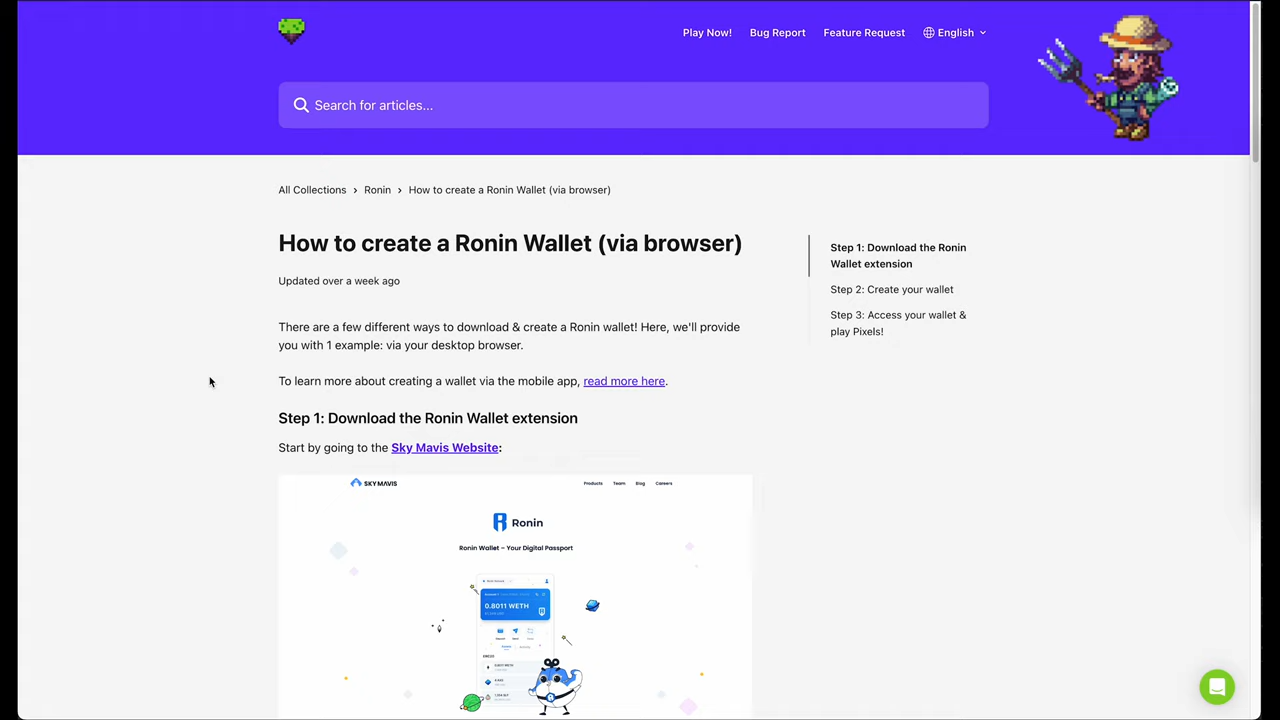 Play Now!
Bug Report
Feature Request
English
Search for articles...
All Collections > Ronin > How to create a Ronin Wallet (via browser)
How to create a Ronin Wallet (via browser)
Updated over a week ago
There are a few different ways to download & create a Ronin wallet! Here, we'll provide
you with 1 example: via your desktop browser.
To learn more about creating a wallet via the mobile app, read more here.
Step 1: Download the Ronin Wallet extension
Start by going to the Sky Mavis Website:
SKY MAVIS
Products
Team
Blog
Careers
Ronin
Ronin Wallet – Your Digital Passport
0.8011 WETH
Step 1: Download the Ronin
Wallet extension
Step 2: Create your wallet
Step 3: Access your wallet &
play Pixels!